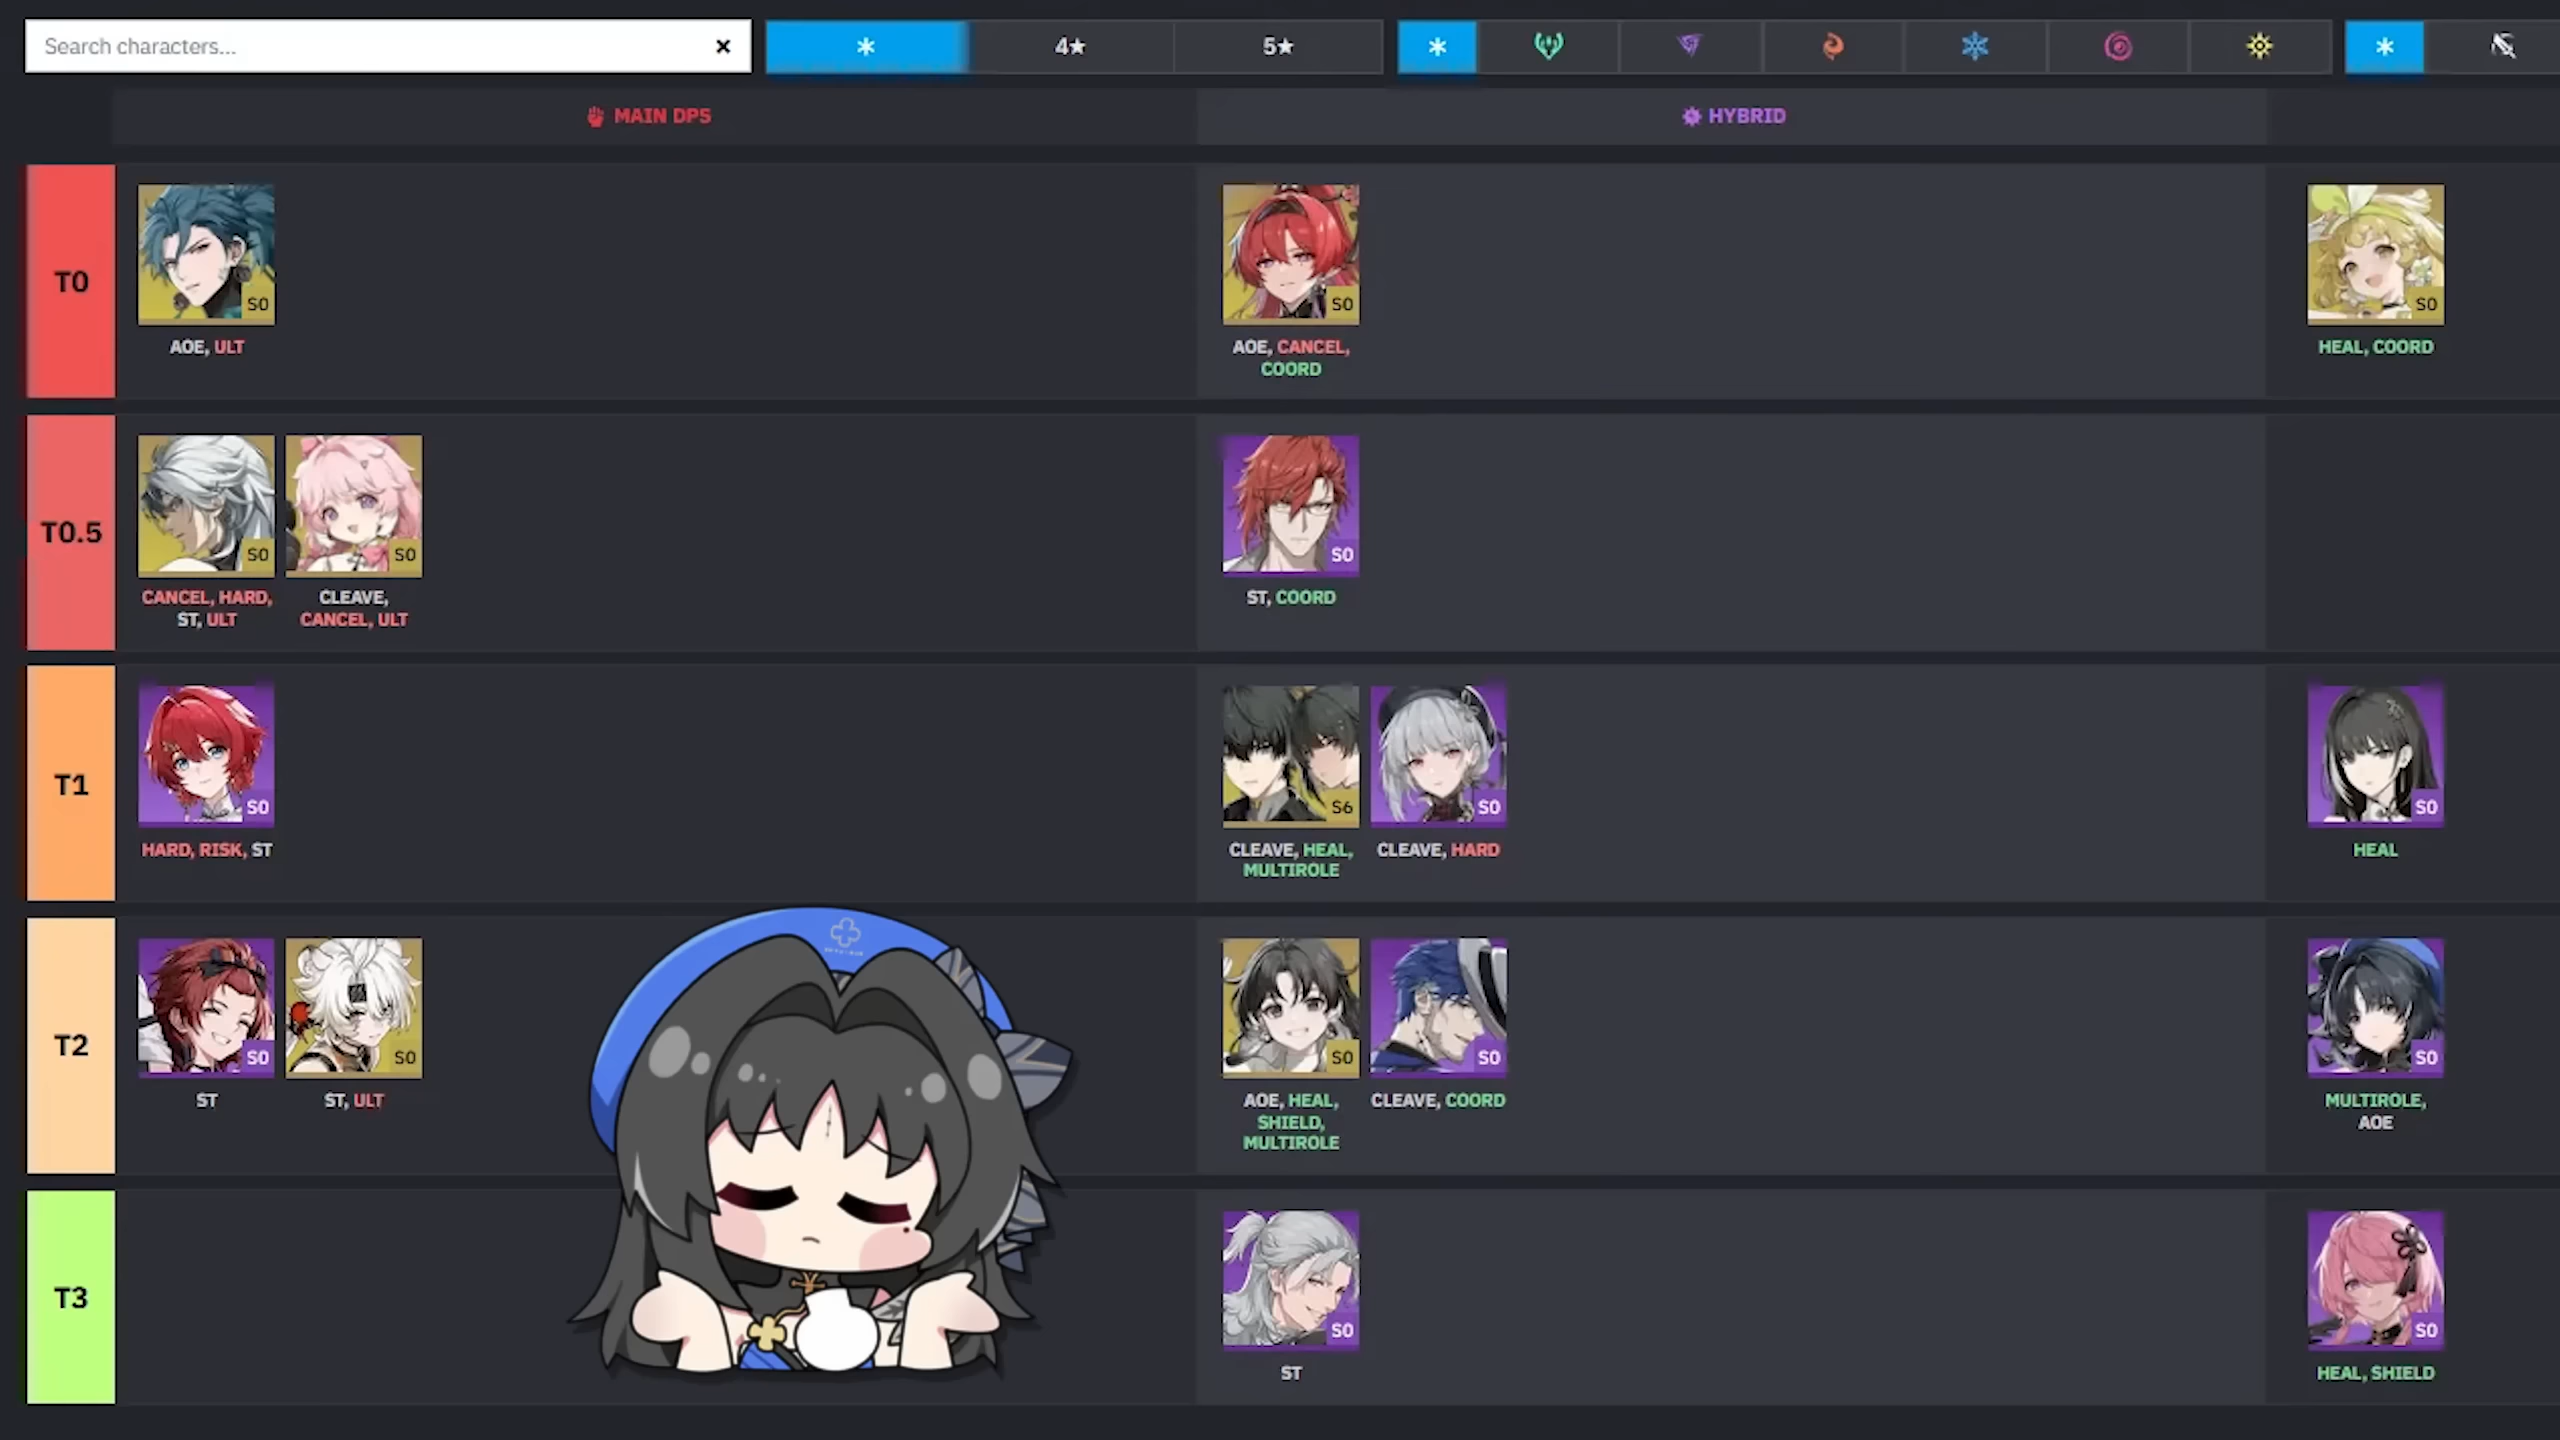 Search characters...
4★
5★
MAIN DPS
HYBRID
T0
S0
S0
S0
AOE, ULT
AOE, CANCEL,
COORD
HEAL, COORD
T0.5
S0
S0
S0
CANCEL, HARD,
ST, ULT
CLEAVE,
CANCEL, ULT
ST, COORD
T1
S0
S6
S0
S0
HARD, RISK, ST
CLEAVE, HEAL,
MULTIROLE
CLEAVE, HARD
HEAL
T2
S0
S0
S0
S0
S0
ST
ST, ULT
AOE, HEAL,
SHIELD,
MULTIROLE
CLEAVE, COORD
MULTIROLE,
AOE
T3
S0
S0
ST
HEAL, SHIELD